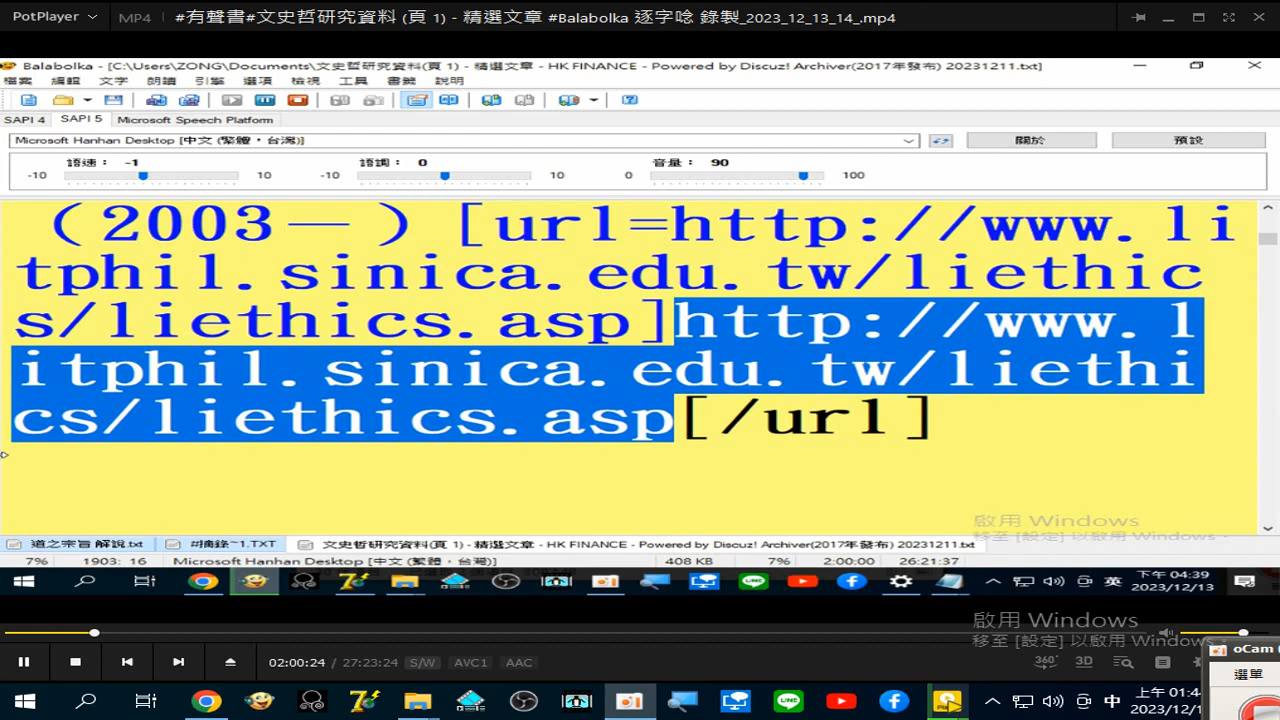 PotPlayer MP4 #有聲書#文史哲研究資料 (頁 1) - 精選文章 #Balabolka 逐字唸 錄製_2023_12_13_14_.mp4
Balabolka - [C:\Users\ZONG\Documents\文史哲研究資料(頁 1) - 精選文章 - HK FINANCE - Powered by Discuz! Archiver(2017年發布) 20231211.txt]
檔案 編輯 文字 朗讀 引擎 選項 檢視 工具 書籤 說明
SAPI 4 SAPI 5 Microsoft Speech Platform
Microsoft Hanhan Desktop [中文 (繁體，台灣)] 關於 預設
語速： -1 語調： 0 音量： 90
-10 10 -10 10 0 100
（2003－）[url=http://www.li
tphil.sinica.edu.tw/liethic
s/liethics.asp]http://www.l
itphil.sinica.edu.tw/liethi
cs/liethics.asp[/url]
啟用 Windows
移至 [設定] 以啟用 Windows。
道之宗旨 解說.txt #摘錄~1.TXT 文史哲研究資料(頁 1) - 精選文章 - HK FINANCE - Powered by Discuz! Archiver(2017年發布) 20231211.txt
7% 1903: 16 Microsoft Hanhan Desktop [中文 (繁體，台灣)] 408 KB 7% 2:00:00 26:21:37
英 下午 04:39
2023/12/13
啟用 Windows
移至 [設定] 以啟用 Windows。
02:00:24 / 27:23:24 S/W AVC1 AAC 360° 3D
oCam
選單
中 上午 01:4
2023/12/1